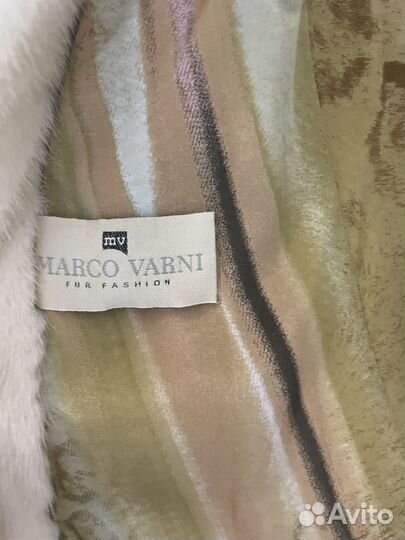 mv
MARCO VARNI
FUR FASHION
Avito